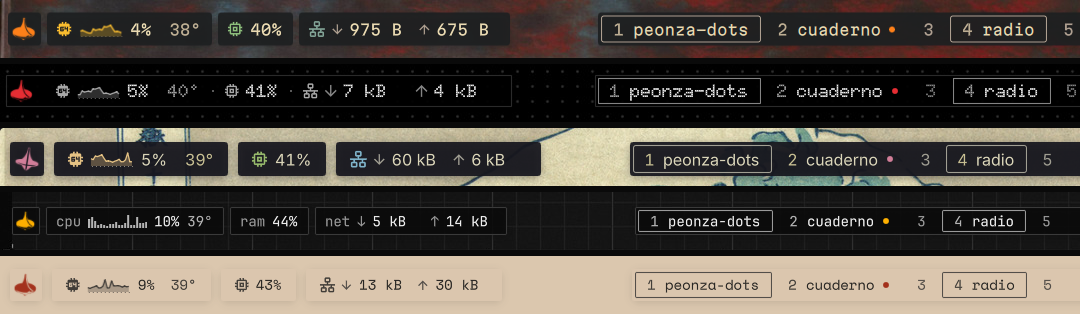 4% 38° 40% ↓ 975 B ↑ 675 B 1 peonza-dots 2 cuaderno 3 4 radio 5
5% 40° · 41% · ↓ 7 kB ↑ 4 kB 1 peonza-dots 2 cuaderno 3 4 radio 5
5% 39° 41% ↓ 60 kB ↑ 6 kB 1 peonza-dots 2 cuaderno 3 4 radio 5
cpu 10% 39° ram 44% net ↓ 5 kB ↑ 14 kB 1 peonza-dots 2 cuaderno 3 4 radio 5
9% 39° 43% ↓ 13 kB ↑ 30 kB 1 peonza-dots 2 cuaderno 3 4 radio 5